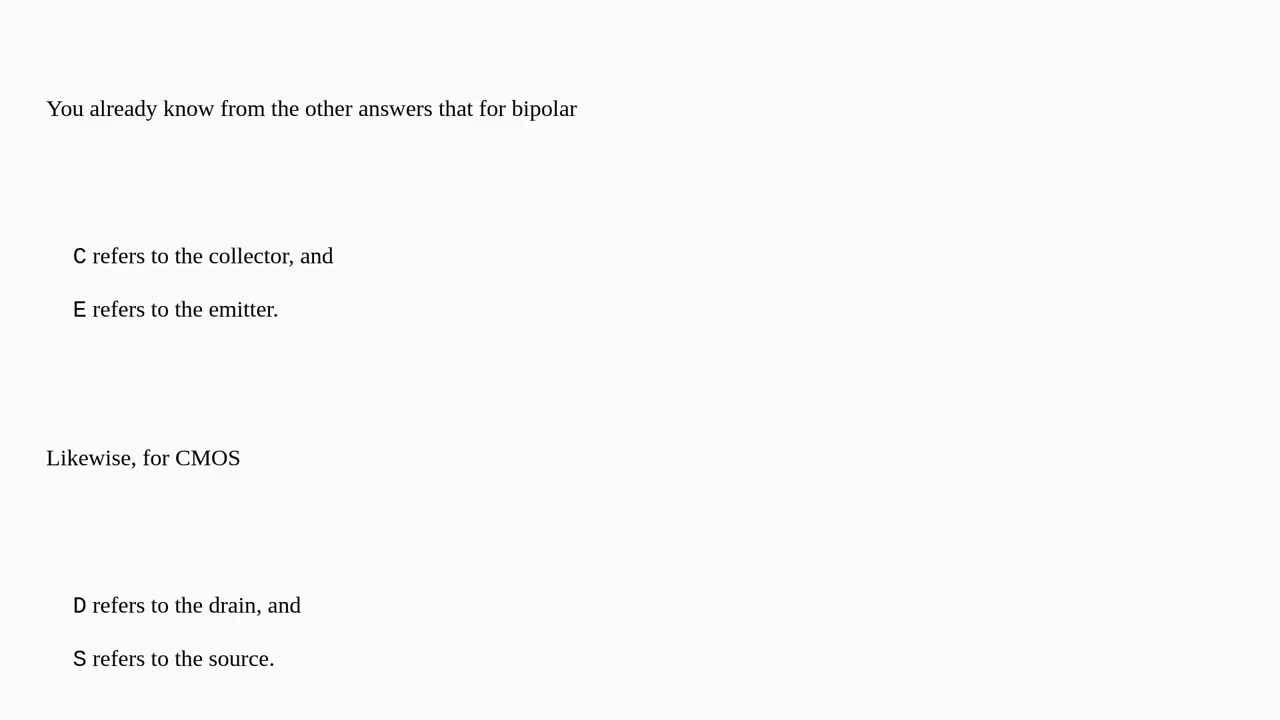 You already know from the other answers that for bipolar
C refers to the collector, and
E refers to the emitter.
Likewise, for CMOS
D refers to the drain, and
S refers to the source.